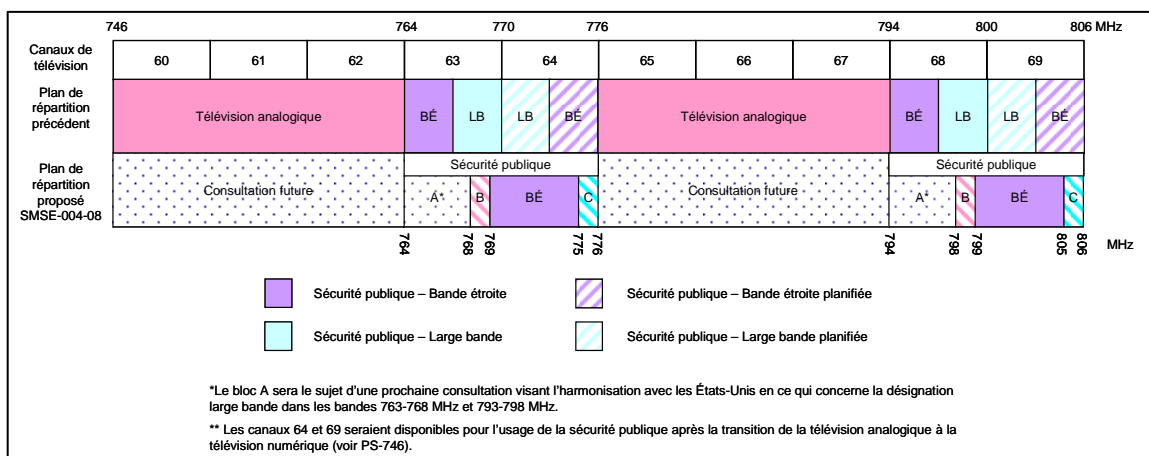 746 764 770 776 794 800 806 MHz
Canaux de
télévision
60 61 62 63 64 65 66 67 68 69
Plan de
répartition
précédent
Télévision analogique BÉ LB LB BÉ Télévision analogique BÉ LB LB BÉ
Plan de
répartition
proposé
SMSE-004-08
Sécurité publique Sécurité publique
Consultation future A* B BÉ C Consultation future A* B BÉ C
764 768 769 775 776 794 798 799 805 806 MHz
Sécurité publique – Bande étroite Sécurité publique – Bande étroite planifiée
Sécurité publique – Large bande Sécurité publique – Large bande planifiée
*Le bloc A sera le sujet d'une prochaine consultation visant l'harmonisation avec les États-Unis en ce qui concerne la désignation
large bande dans les bandes 763-768 MHz et 793-798 MHz.
** Les canaux 64 et 69 seraient disponibles pour l'usage de la sécurité publique après la transition de la télévision analogique à la
télévision numérique (voir PS-746).